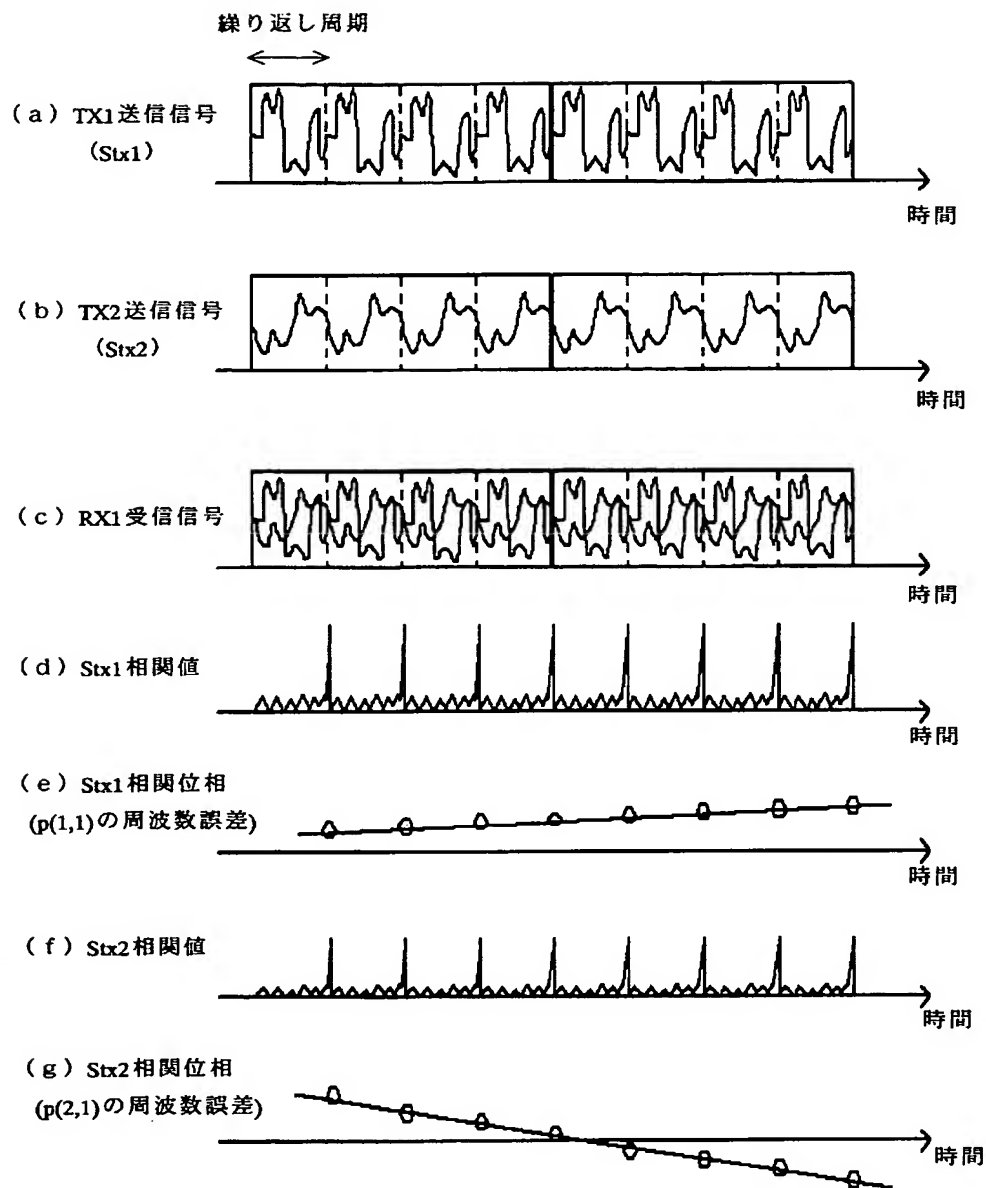 繰り返し周期
(a) TX1送信信号
(Stx1)
時間
(b) TX2送信信号
(Stx2)
時間
(c) RX1受信信号
時間
(d) Stx1相関値
時間
(e) Stx1相関位相
(p(1,1)の周波数誤差)
時間
(f) Stx2相関値
時間
(g) Stx2相関位相
(p(2,1)の周波数誤差)
時間